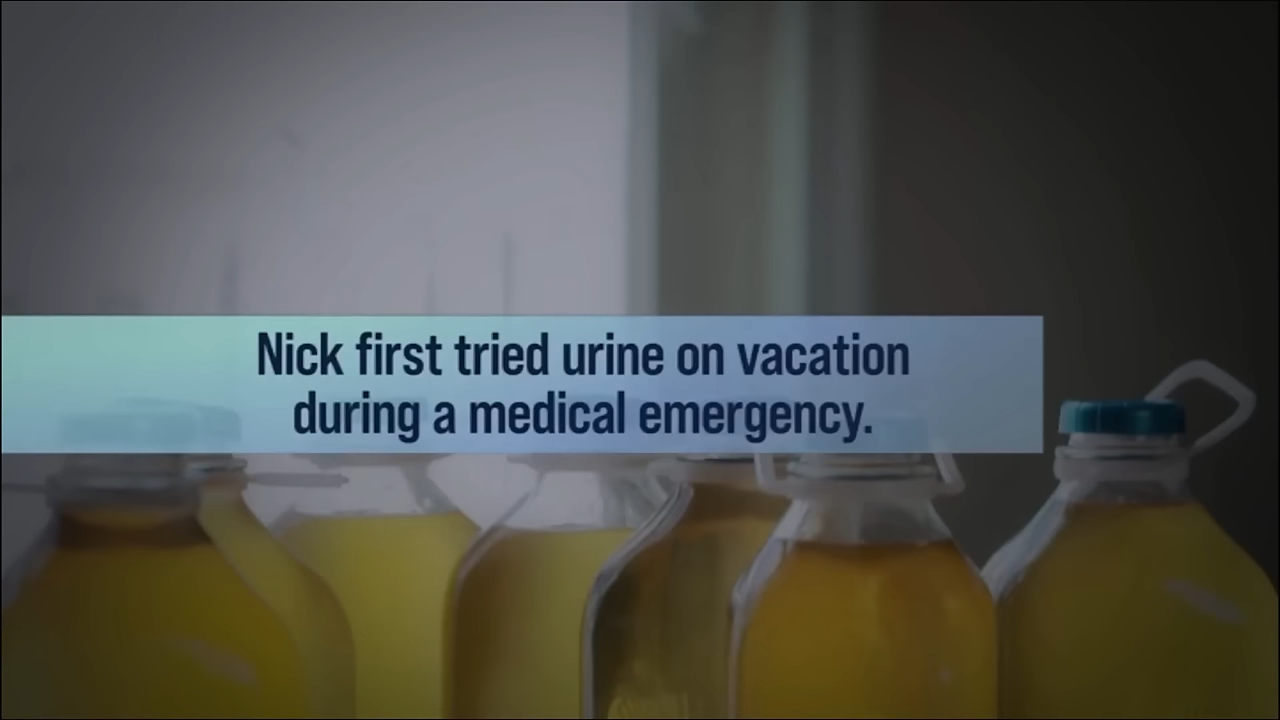 Nick first tried urine on vacation
during a medical emergency.